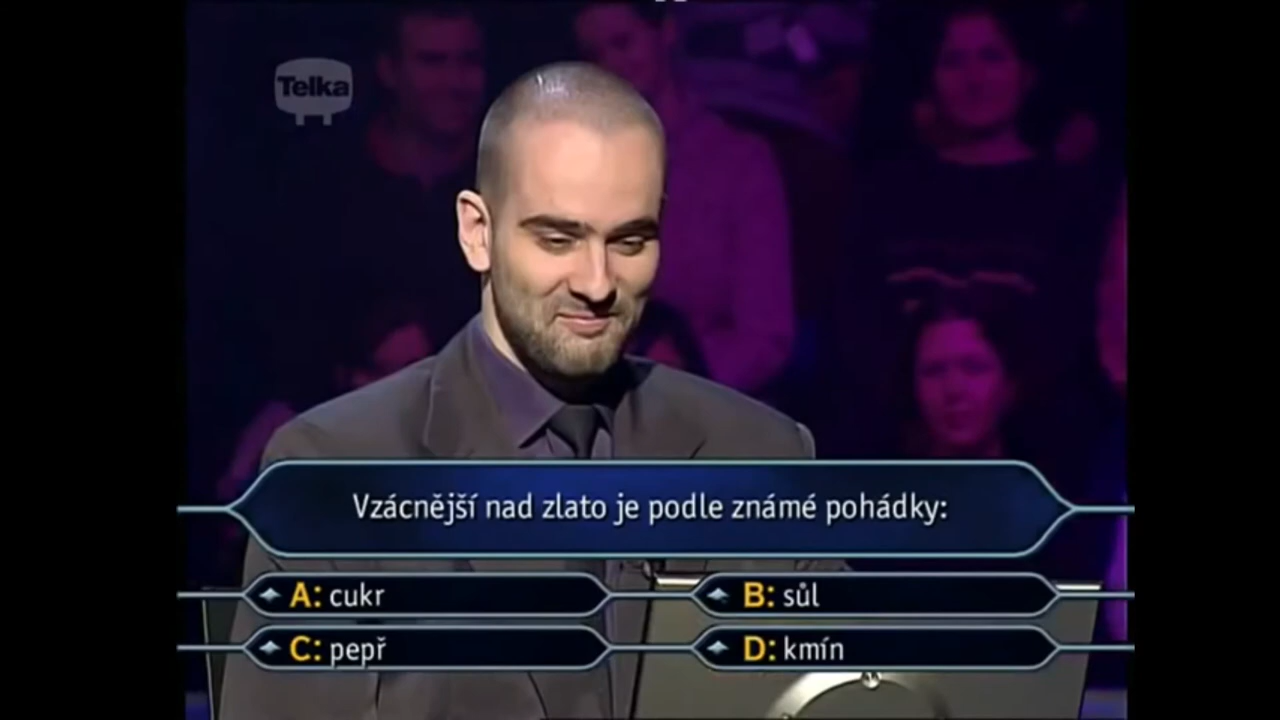 Telka
Vzácnější nad zlato je podle známé pohádky:
A: cukr
B: sůl
C: pepř
D: kmín